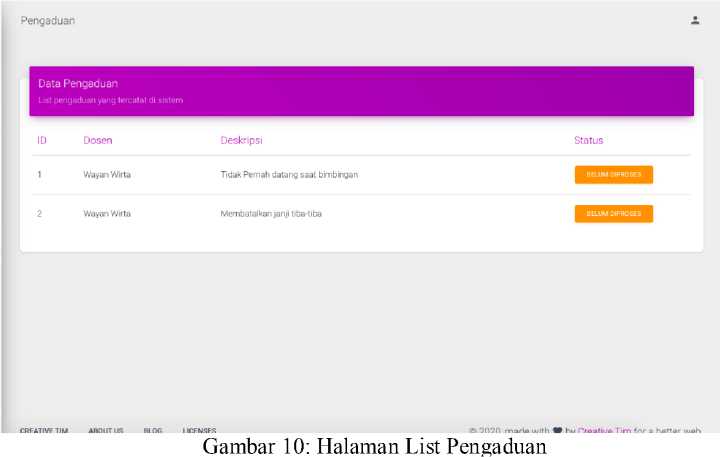 Pengaduan
Data Pengaduan
List pengaduan yang tercatat di sistem
ID Dosen Deskripsi Status
1 Wayan Wirta Tidak Pernah datang saat bimbingan BELUM DIPROSES
2 Wayan Wirta Membatalkan janji tiba-tiba BELUM DIPROSES
CREATIVE TIM ABOUT US BLOG LICENSES © 2020, made with by Creative Tim for a better web.
Gambar 10: Halaman List Pengaduan